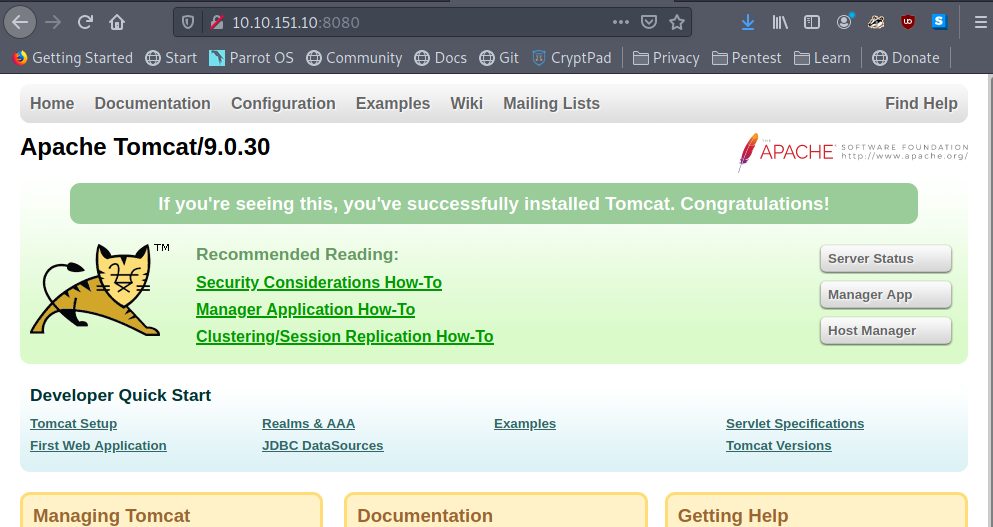 10.10.151.10:8080
Getting Started Start Parrot OS Community Docs Git CryptPad Privacy Pentest Learn Donate
Home Documentation Configuration Examples Wiki Mailing Lists Find Help
Apache Tomcat/9.0.30
THE APACHE SOFTWARE FOUNDATION
http://www.apache.org/
If you're seeing this, you've successfully installed Tomcat. Congratulations!
TM
Recommended Reading:
Security Considerations How-To
Manager Application How-To
Clustering/Session Replication How-To
Server Status
Manager App
Host Manager
Developer Quick Start
Tomcat Setup Realms & AAA Examples Servlet Specifications
First Web Application JDBC DataSources Tomcat Versions
Managing Tomcat Documentation Getting Help